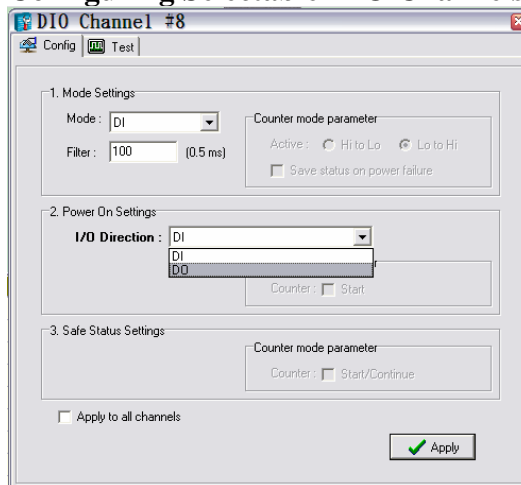 DIO Channel #8
Config Test
1. Mode Settings
Mode : DI
Filter : 100 (0.5 ms)
Counter mode parameter
Active : Hi to Lo Lo to Hi
Save status on power failure
2. Power On Settings
I/O Direction : DI
DI
DO
Counter : Start
3. Safe Status Settings
Counter mode parameter
Counter : Start/Continue
Apply to all channels
Apply